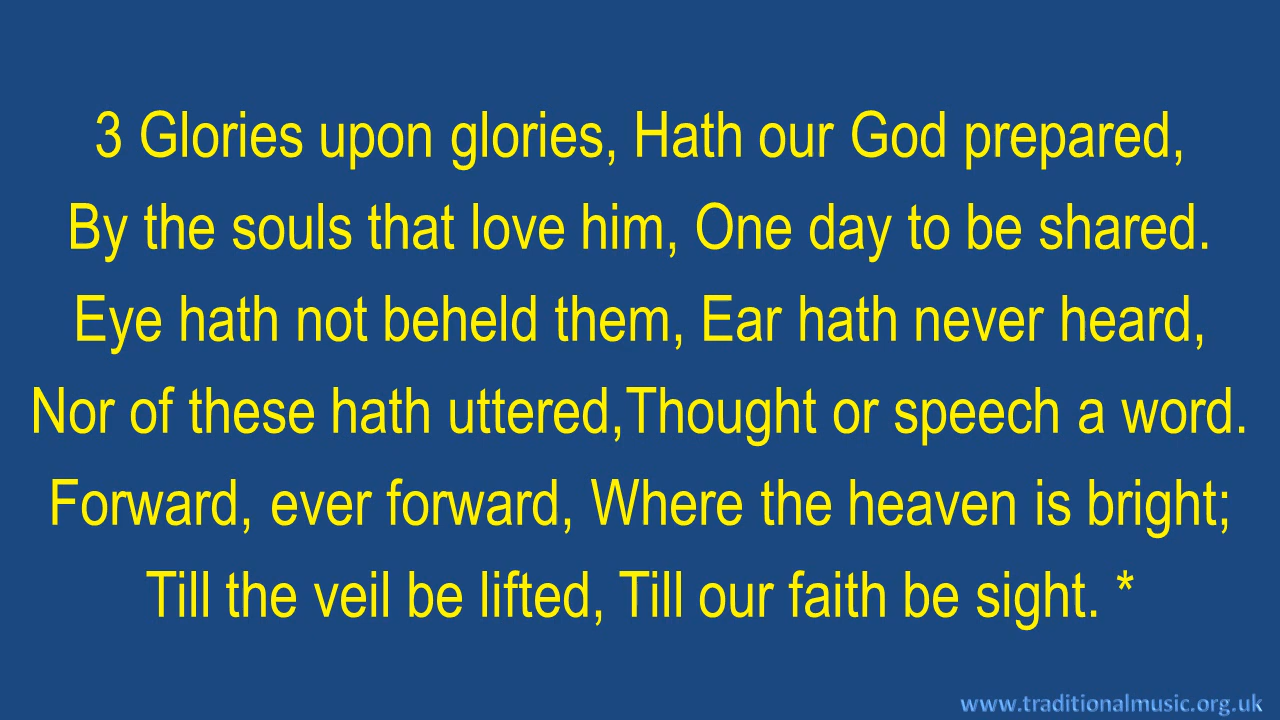 3 Glories upon glories, Hath our God prepared,
By the souls that love him, One day to be shared.
Eye hath not beheld them, Ear hath never heard,
Nor of these hath uttered,Thought or speech a word.
Forward, ever forward, Where the heaven is bright;
Till the veil be lifted, Till our faith be sight. *
www.traditionalmusic.org.uk